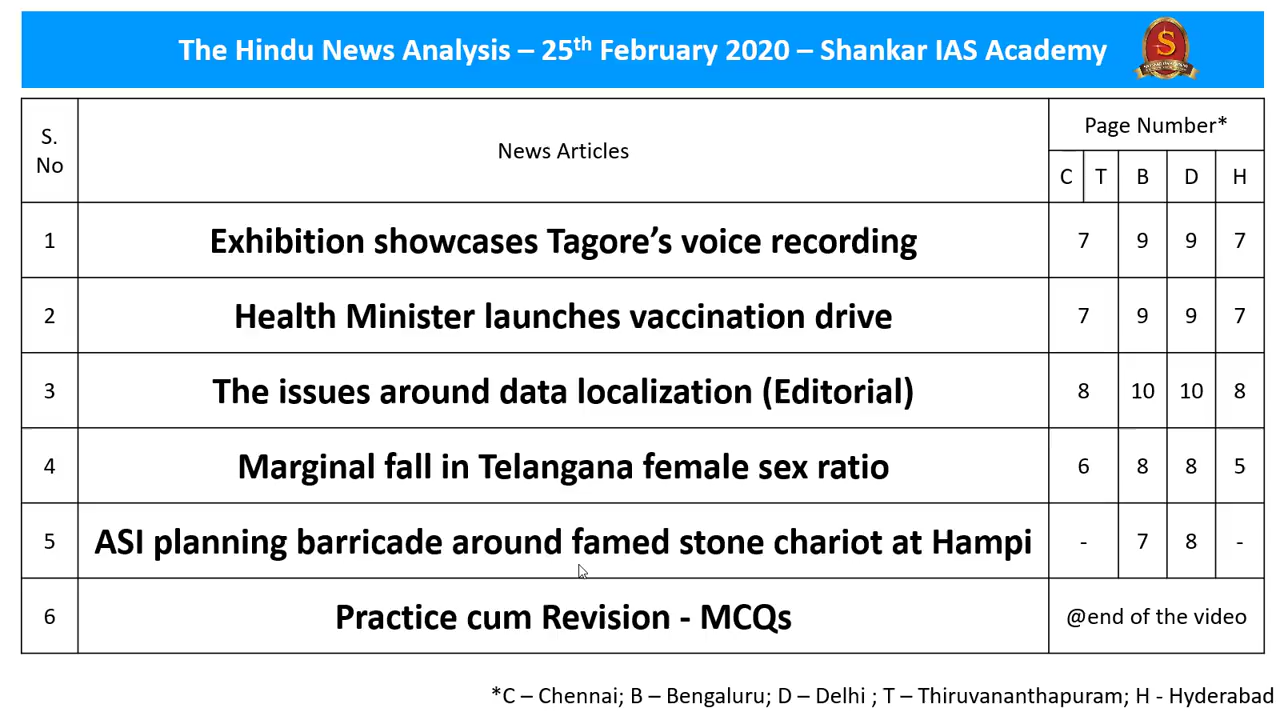 The Hindu News Analysis – 25th February 2020 – Shankar IAS Academy
S
S. No
News Articles
Page Number*
C T B D H
1 Exhibition showcases Tagore's voice recording 7 9 9 7
2 Health Minister launches vaccination drive 7 9 9 7
3 The issues around data localization (Editorial) 8 10 10 8
4 Marginal fall in Telangana female sex ratio 6 8 8 5
5 ASI planning barricade around famed stone chariot at Hampi - 7 8 -
6 Practice cum Revision - MCQs @end of the video
*C – Chennai; B – Bengaluru; D – Delhi ; T – Thiruvananthapuram; H - Hyderabad